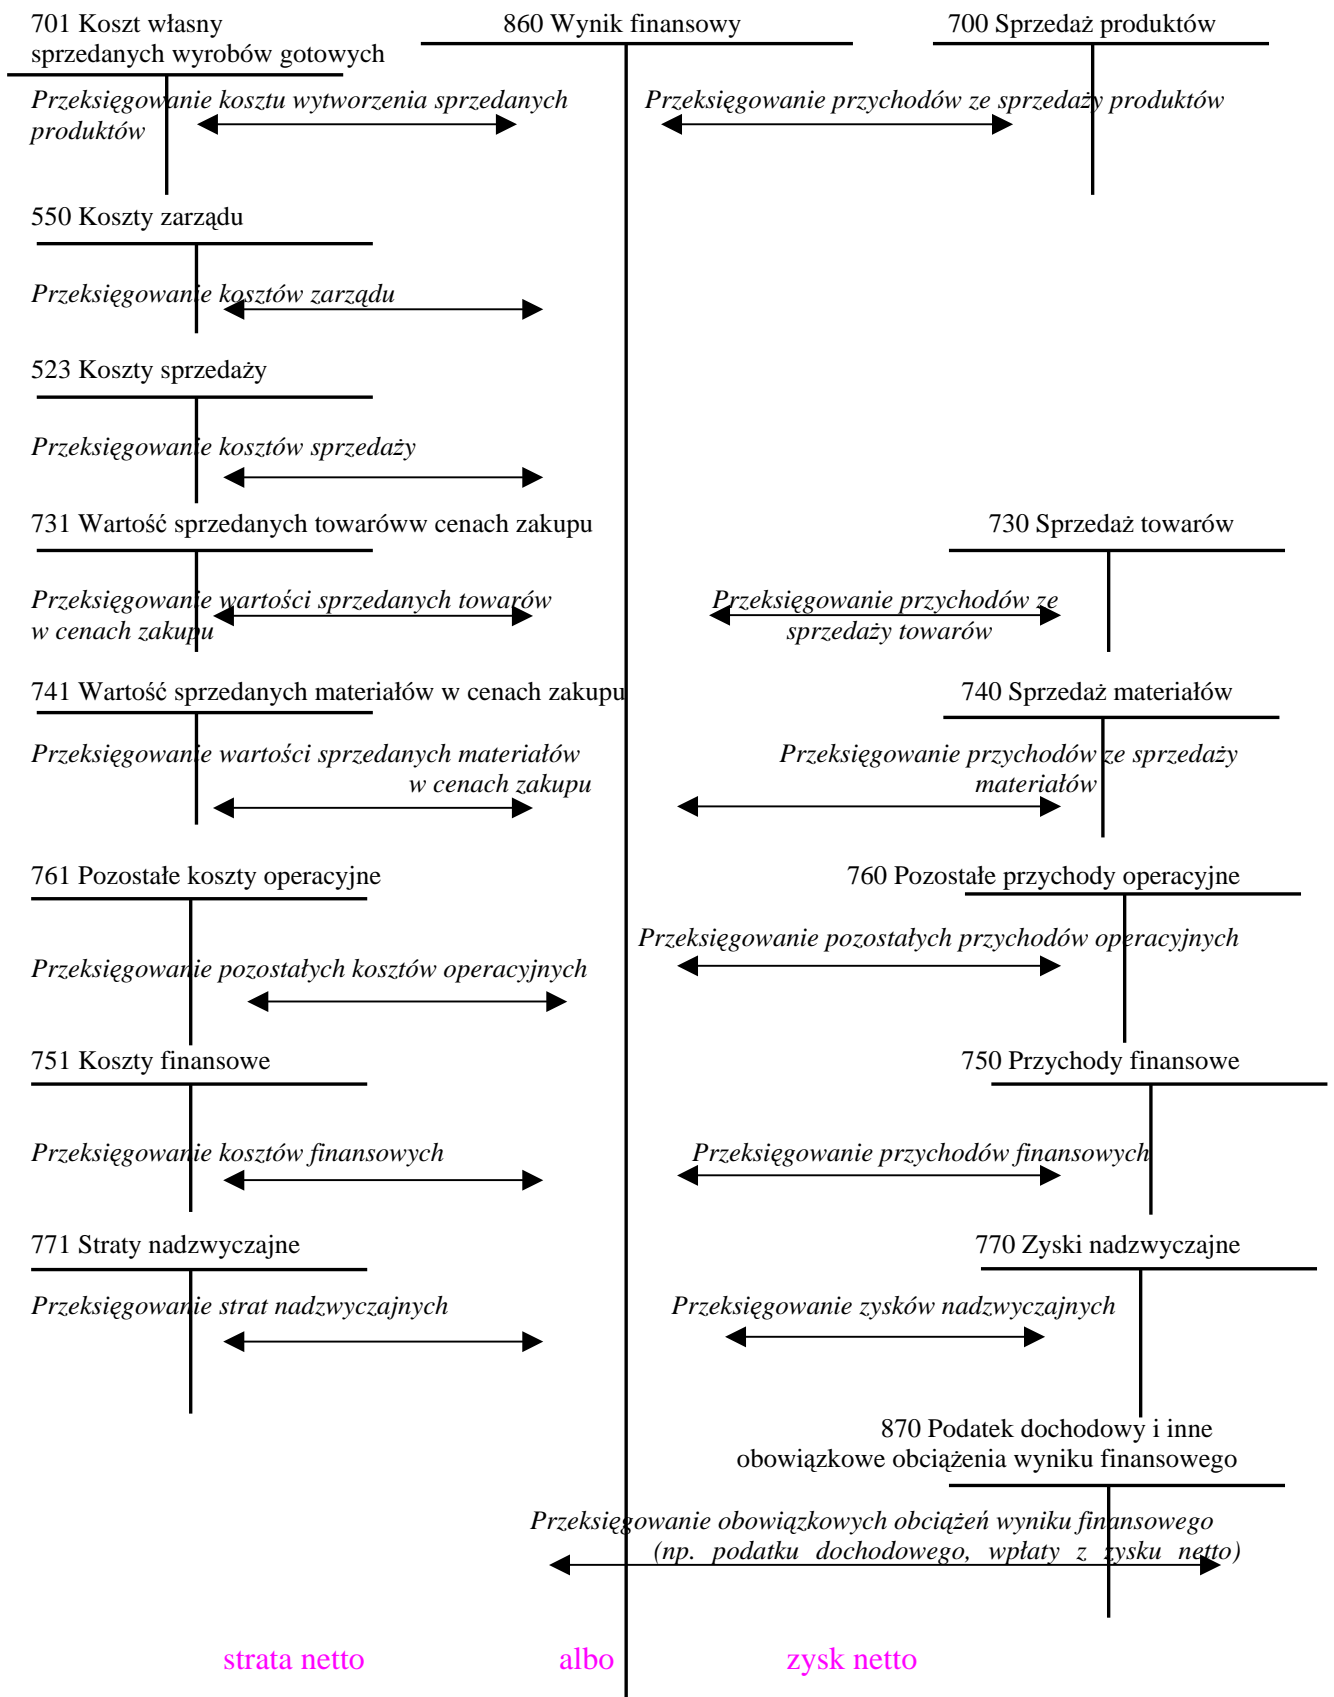 701 Koszt własny
sprzedanych wyrobów gotowych
860 Wynik finansowy
700 Sprzedaż produktów
Przeksięgowanie kosztu wytworzenia sprzedanych
produktów
Przeksięgowanie przychodów ze sprzedaży produktów
550 Koszty zarządu
Przeksięgowanie kosztów zarządu
523 Koszty sprzedaży
Przeksięgowanie kosztów sprzedaży
731 Wartość sprzedanych towaróww cenach zakupu
730 Sprzedaż towarów
Przeksięgowanie wartości sprzedanych towarów
w cenach zakupu
Przeksięgowanie przychodów ze
sprzedaży towarów
741 Wartość sprzedanych materiałów w cenach zakupu
740 Sprzedaż materiałów
Przeksięgowanie wartości sprzedanych materiałów
w cenach zakupu
Przeksięgowanie przychodów ze sprzedaży
materiałów
761 Pozostałe koszty operacyjne
760 Pozostałe przychody operacyjne
Przeksięgowanie pozostałych kosztów operacyjnych
Przeksięgowanie pozostałych przychodów operacyjnych
751 Koszty finansowe
750 Przychody finansowe
Przeksięgowanie kosztów finansowych
Przeksięgowanie przychodów finansowych
771 Straty nadzwyczajne
770 Zyski nadzwyczajne
Przeksięgowanie strat nadzwyczajnych
Przeksięgowanie zysków nadzwyczajnych
870 Podatek dochodowy i inne
obowiązkowe obciążenia wyniku finansowego
Przeksięgowanie obowiązkowych obciążeń wyniku finansowego
(np. podatku dochodowego, wpłaty z zysku netto)
strata netto albo zysk netto